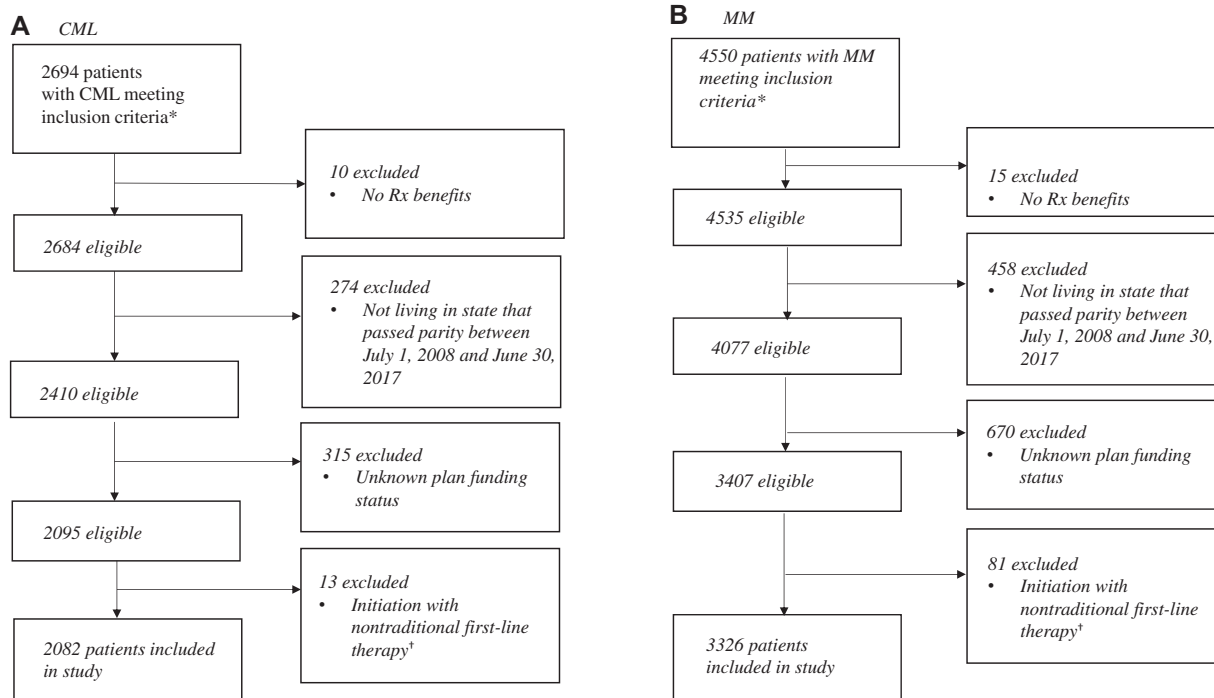 A CML
2694 patients
with CML meeting
inclusion criteria*
10 excluded
• No Rx benefits
2684 eligible
274 excluded
• Not living in state that
passed parity between
July 1, 2008 and June 30,
2017
2410 eligible
315 excluded
• Unknown plan funding
status
2095 eligible
13 excluded
• Initiation with
nontraditional first-line
therapy†
2082 patients included
in study
B MM
4550 patients with MM
meeting inclusion
criteria*
15 excluded
• No Rx benefits
4535 eligible
458 excluded
• Not living in state that
passed parity between
July 1, 2008 and June 30,
2017
4077 eligible
670 excluded
• Unknown plan funding
status
3407 eligible
81 excluded
• Initiation with
nontraditional first-line
therapy†
3326 patients
included in study